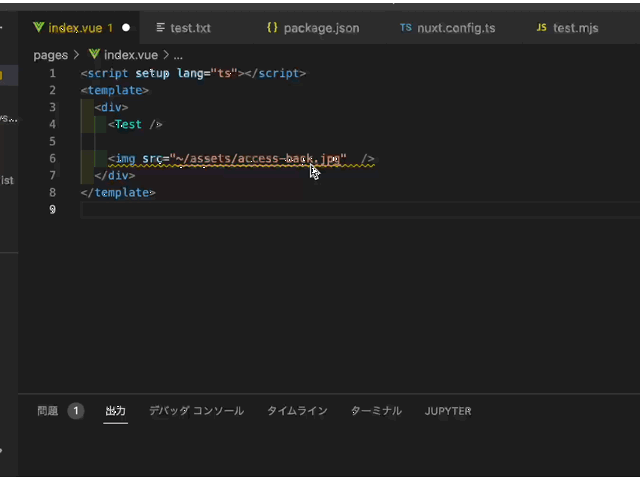 index.vue 1 test.txt {} package.json TS nuxt.config.ts JS test.mjs
pages > index.vue > ...
1 <script setup lang="ts"></script>
2 <template>
3 <div>
4 <Test />
5
6 <img src="~/assets/access-back.jpg" />
7 </div>
8 </template>
9
ist
問題 1 出力 デバッグ コンソール タイムライン ターミナル JUPYTER